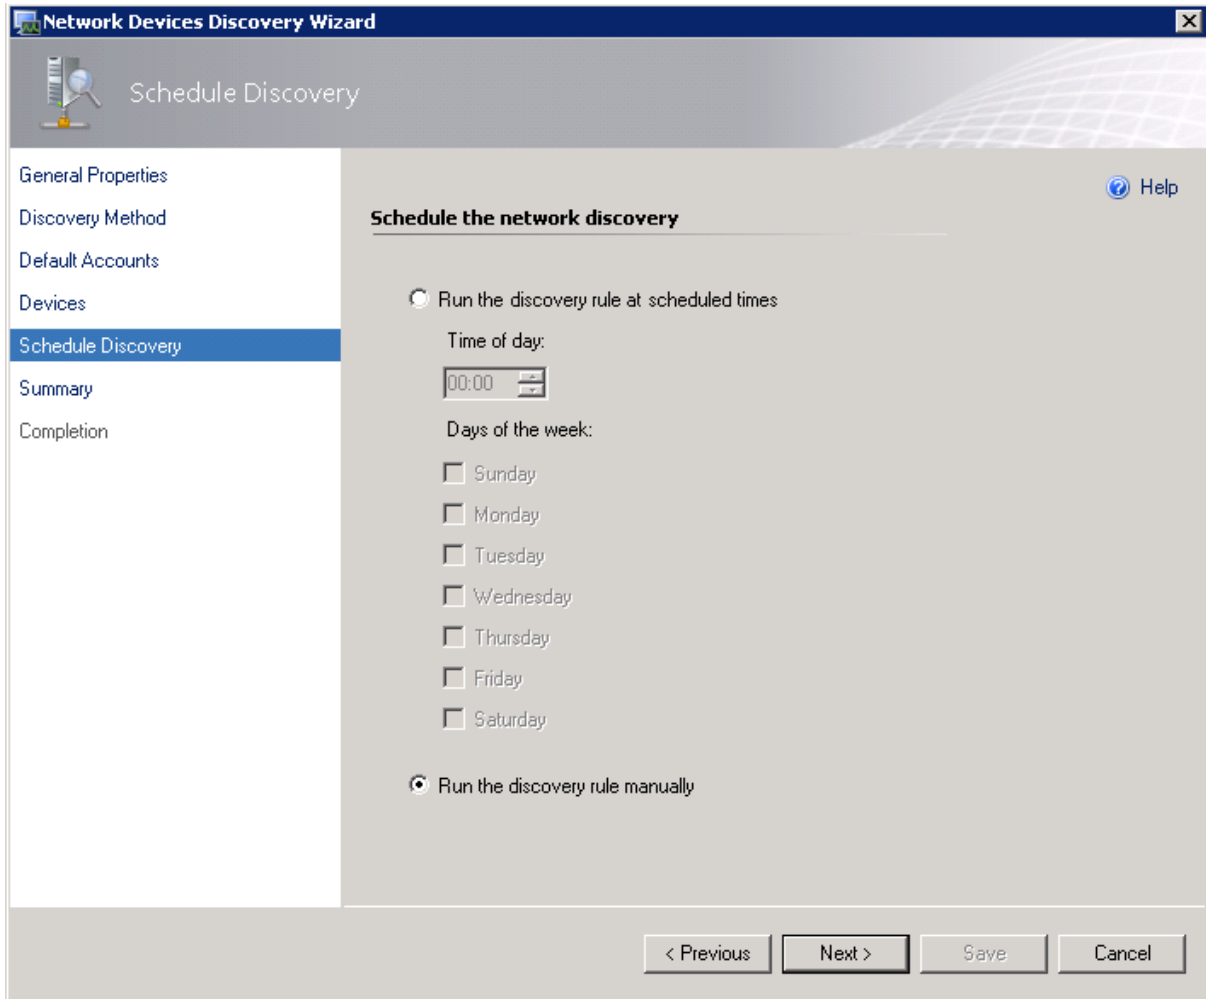 Network Devices Discovery Wizard
Schedule Discovery
General Properties
Discovery Method
Default Accounts
Devices
Schedule Discovery
Summary
Completion
Help
Schedule the network discovery
Run the discovery rule at scheduled times
Time of day:
00:00
Days of the week:
Sunday
Monday
Tuesday
Wednesday
Thursday
Friday
Saturday
Run the discovery rule manually
< Previous
Next >
Save
Cancel